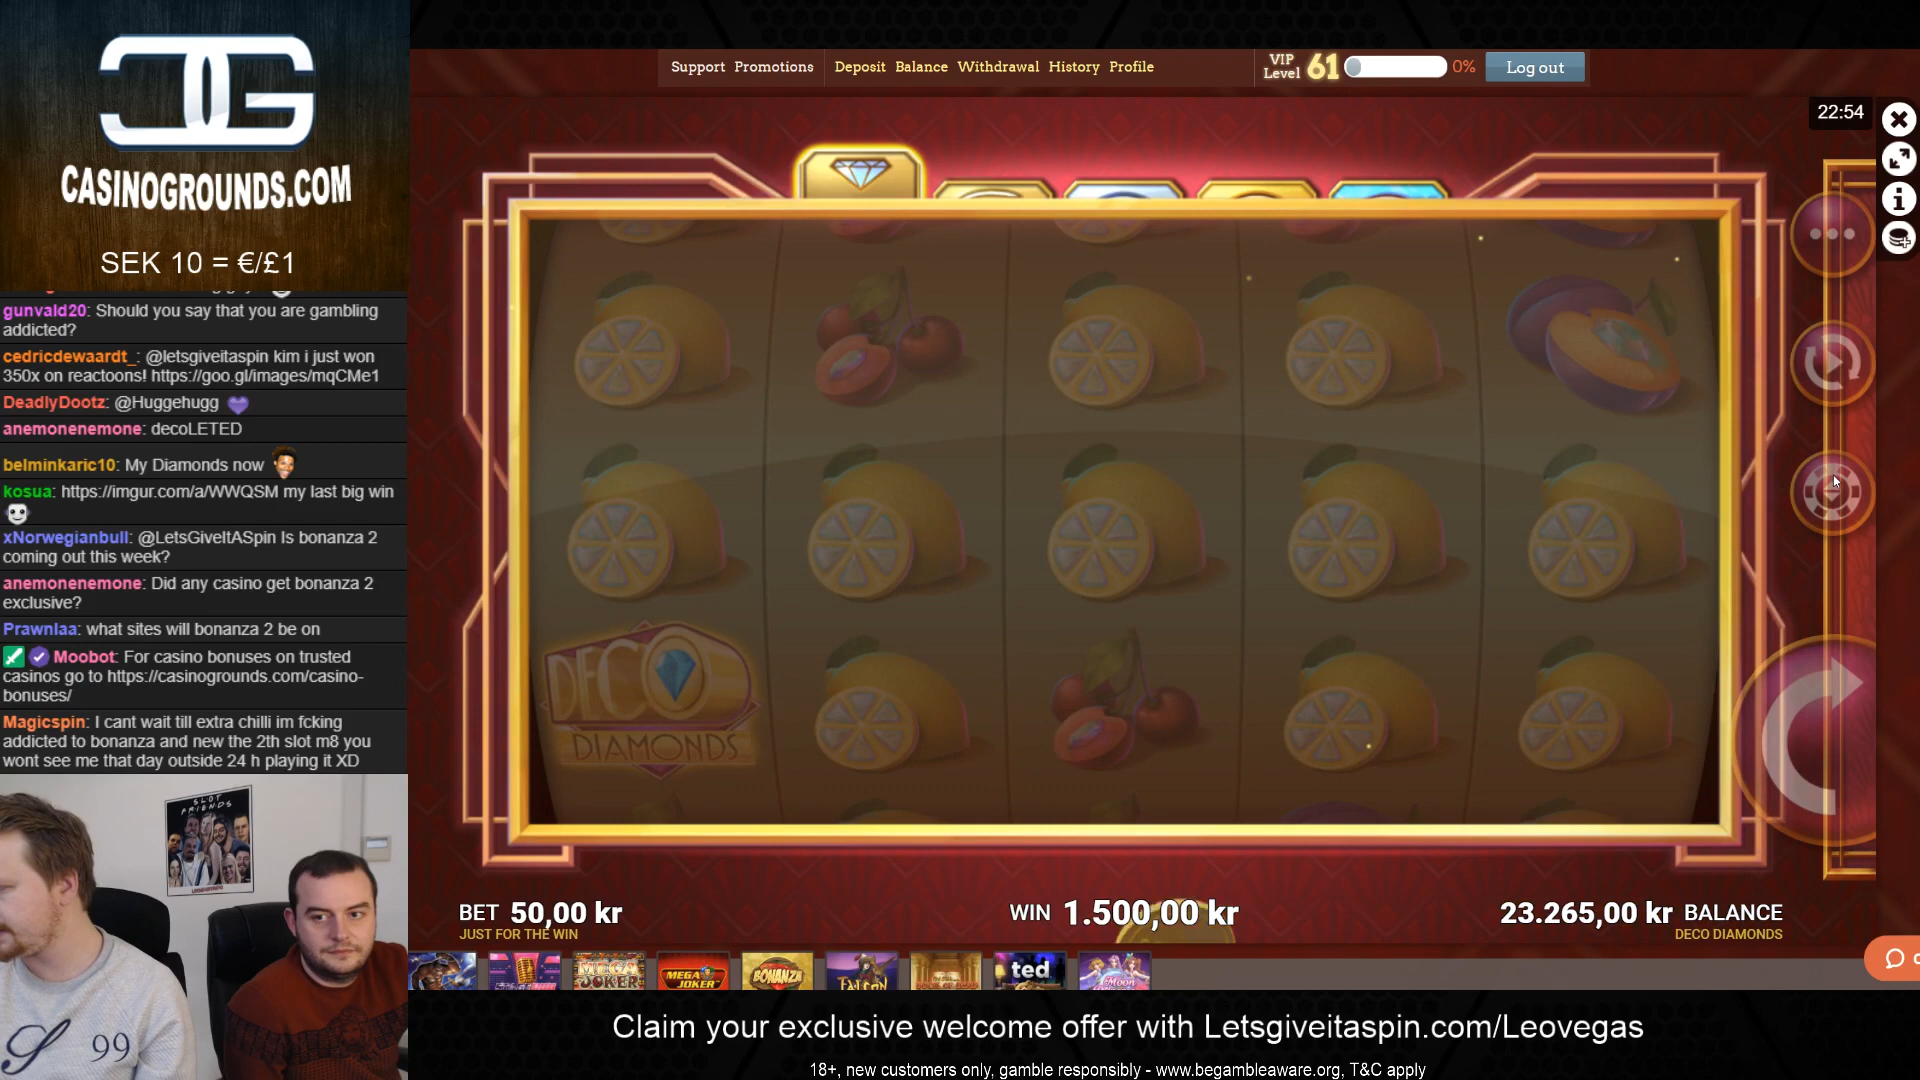 CG
CASINOGROUNDS.COM
SEK 10 = €/£1
gunvald20: Should you say that you are gambling
addicted?
cedricdewaardt_: @letsgiveitaspin kim i just won
350x on reactoons! https://goo.gl/images/mqCMe1
DeadlyDootz: @Huggehugg
anemonenemone: decoLETED
belminkaric10: My Diamonds now
kosua: https://imgur.com/a/WWQSM my last big win
xNorwegianbull: @LetsGiveItASpin Is bonanza 2
coming out this week?
anemonenemone: Did any casino get bonanza 2
exclusive?
Prawnlaa: what sites will bonanza 2 be on
Moobot: For casino bonuses on trusted
casinos go to https://casinogrounds.com/casino-
bonuses/
Magicspin: I cant wait till extra chilli im fcking
addicted to bonanza and new the 2th slot m8 you
wont see me that day outside 24 h playing it XD
SLOT
FRIENDS
99
Support Promotions Deposit Balance Withdrawal History Profile
VIP
Level 61 0% Log out
22:54
DECO
DIAMONDS
BET 50,00 kr
JUST FOR THE WIN
WIN 1.500,00 kr
23.265,00 kr BALANCE
DECO DIAMONDS
MEGA
JOKER
MEGA
JOKER
BONANZA
FALCON
ted
Moon
Claim your exclusive welcome offer with Letsgiveitaspin.com/Leovegas
18+, new customers only, gamble responsibly - www.begambleaware.org, T&C apply